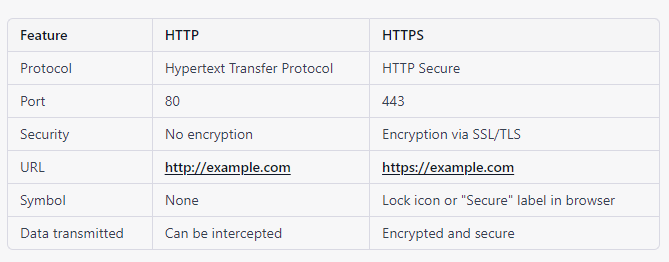 Feature HTTP HTTPS
Protocol Hypertext Transfer Protocol HTTP Secure
Port 80 443
Security No encryption Encryption via SSL/TLS
URL http://example.com https://example.com
Symbol None Lock icon or "Secure" label in browser
Data transmitted Can be intercepted Encrypted and secure